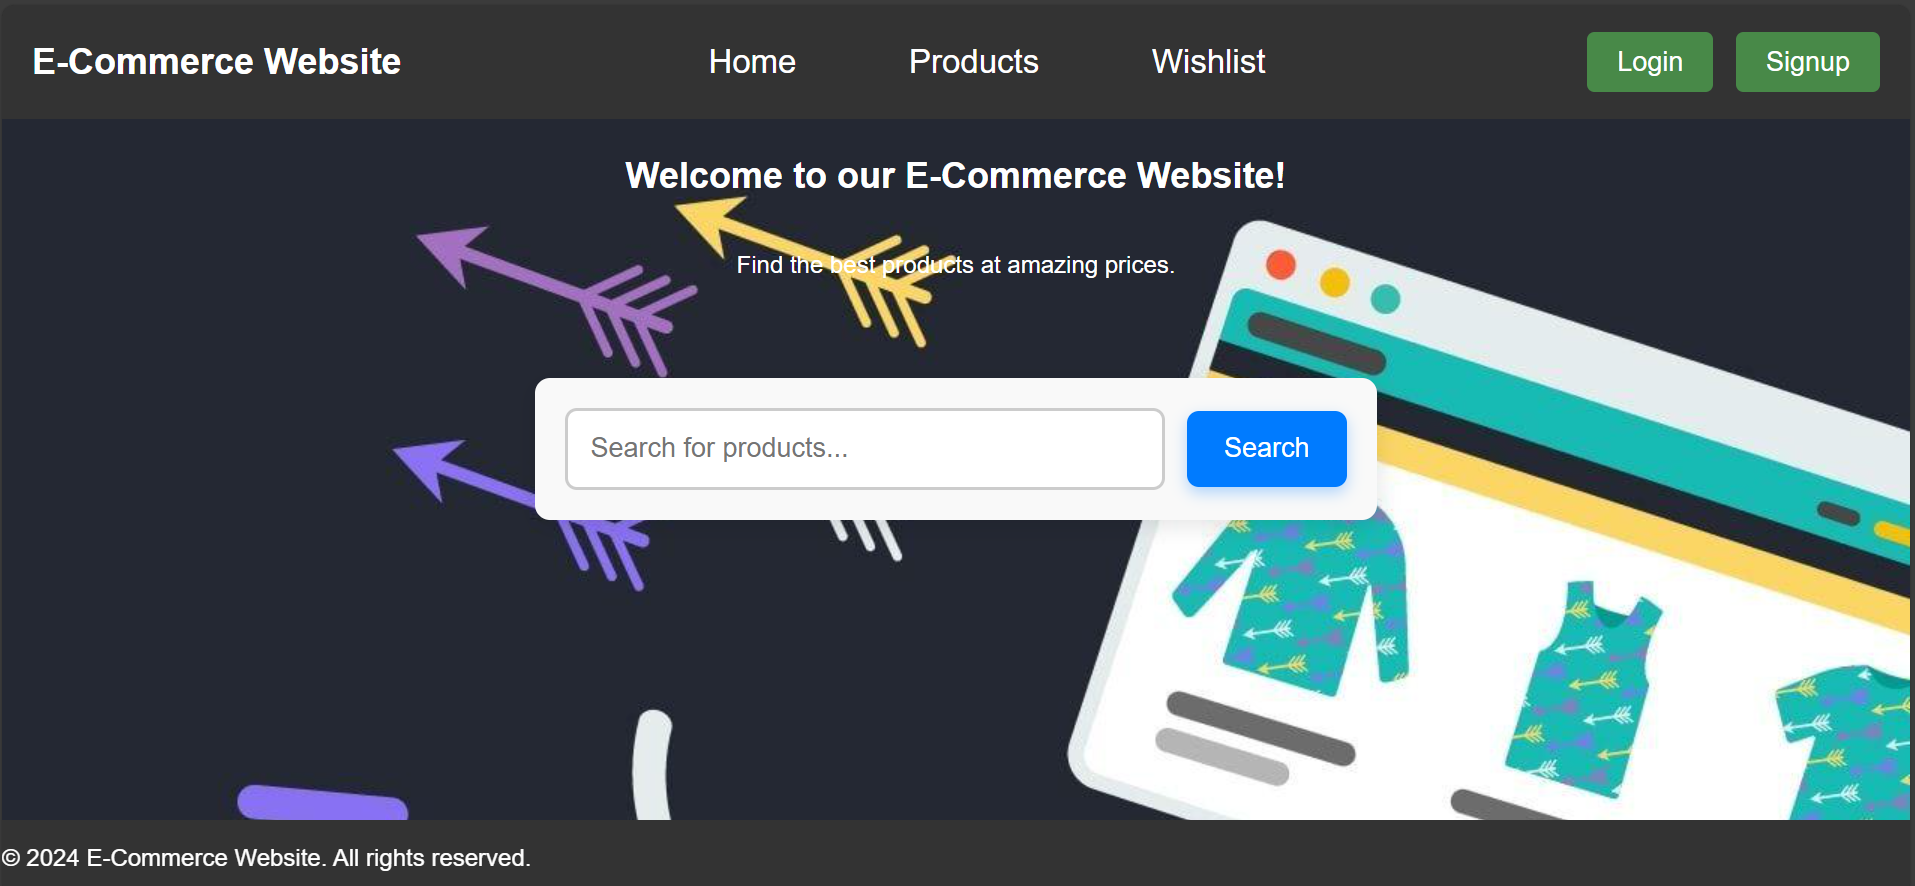 E-Commerce Website
Home Products Wishlist
Login Signup
Welcome to our E-Commerce Website!
Find the best products at amazing prices.
Search for products...
Search
© 2024 E-Commerce Website. All rights reserved.